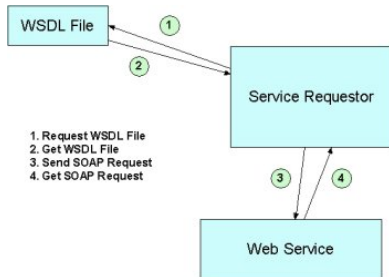 WSDL File
1
2
Service Requestor
1. Request WSDL File
2. Get WSDL File
3. Send SOAP Request
4. Get SOAP Request
3
4
Web Service